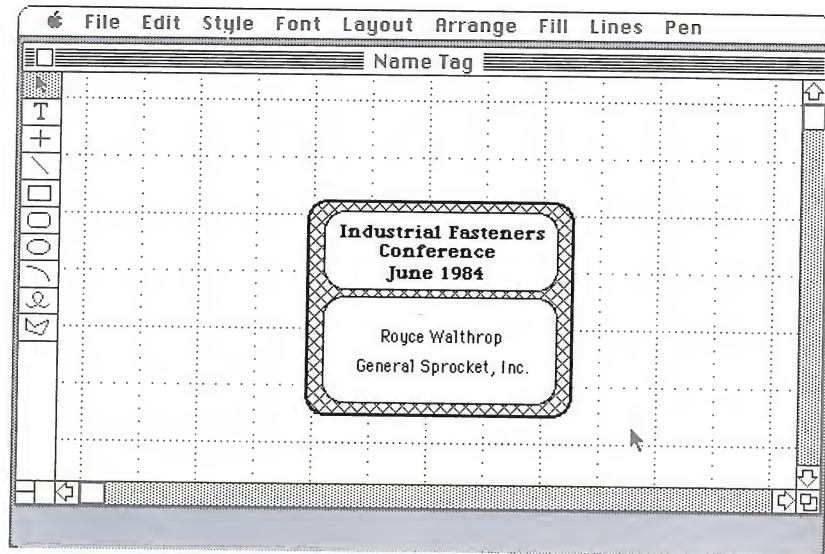 File Edit Style Font Layout Arrange Fill Lines Pen
Name Tag
T
Industrial Fasteners
Conference
June 1984
Royce Walthrop
General Sprocket, Inc.